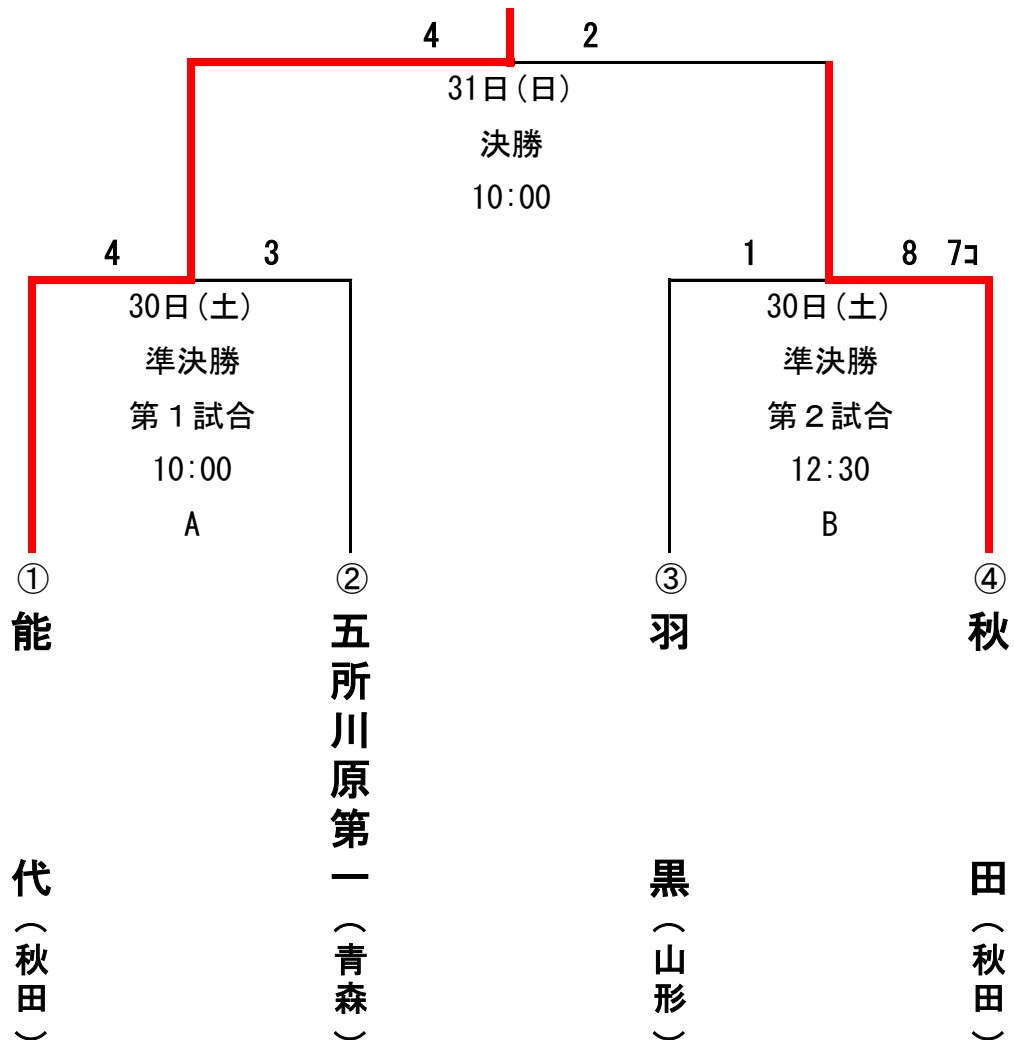 4 2
31日(日)
決勝
10:00
4 3
30日(土)
準決勝
第1試合
10:00
A
1 8 7コ
30日(土)
準決勝
第2試合
12:30
B
①
能代(秋田)
②
五所川原第一(青森)
③
羽黒(山形)
④
秋田(秋田)